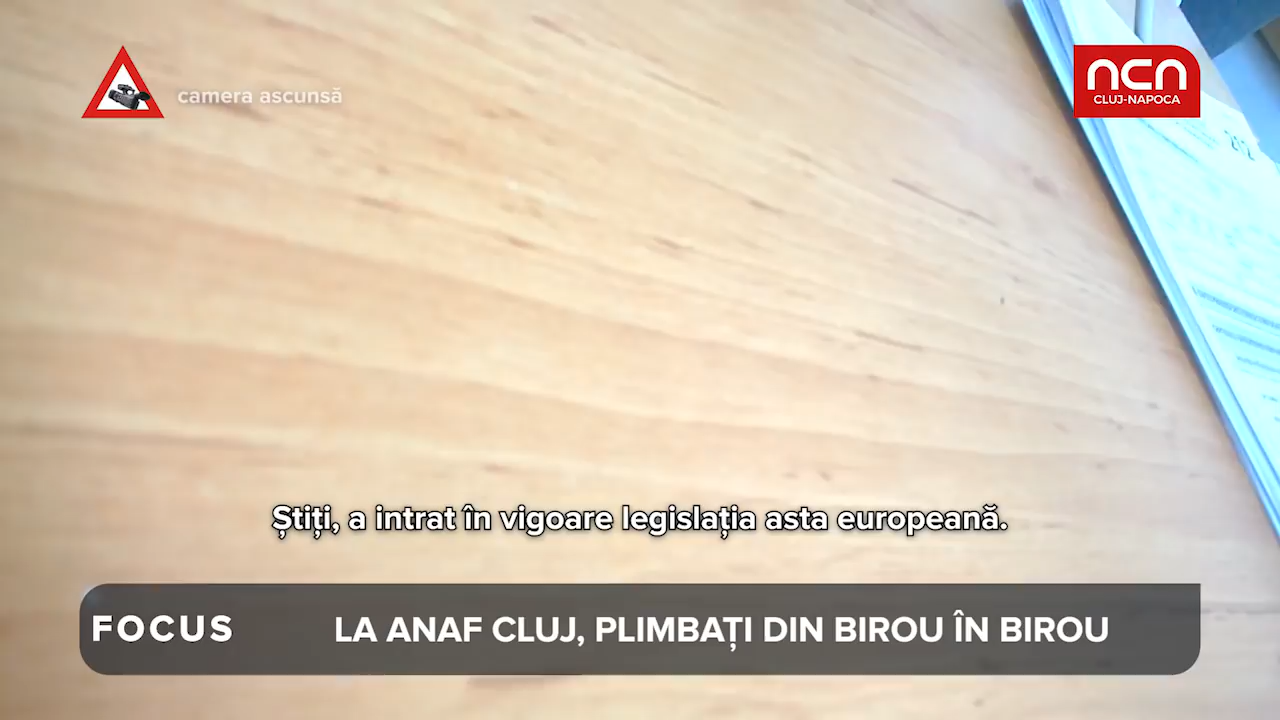 camera ascunsă
ncn
CLUJ-NAPOCA
Știți, a intrat în vigoare legislația asta europeană.
FOCUS
LA ANAF CLUJ, PLIMBAȚI DIN BIROU ÎN BIROU